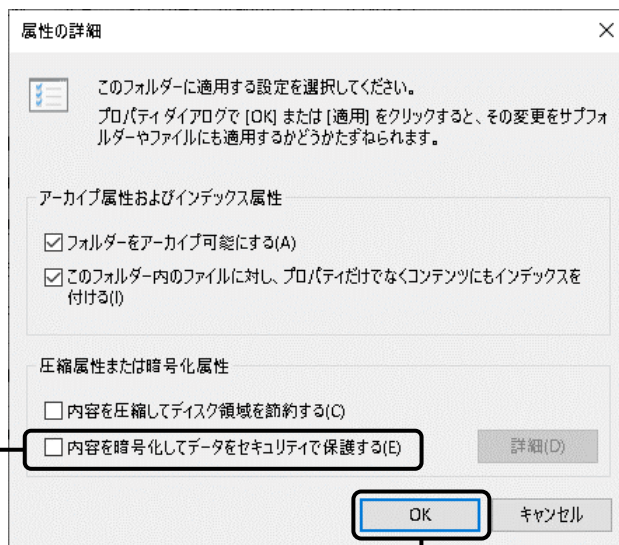 属性の詳細
このフォルダーに適用する設定を選択してください。
プロパティ ダイアログで [OK] または [適用] をクリックすると、その変更をサブフォ
ルダーやファイルにも適用するかどうかたずねられます。
アーカイブ属性およびインデックス属性
フォルダーをアーカイブ可能にする(A)
このフォルダー内のファイルに対し、プロパティだけでなくコンテンツにもインデックスを
付ける(I)
圧縮属性または暗号化属性
内容を圧縮してディスク領域を節約する(C)
内容を暗号化してデータをセキュリティで保護する(E)
詳細(D)
OK
キャンセル